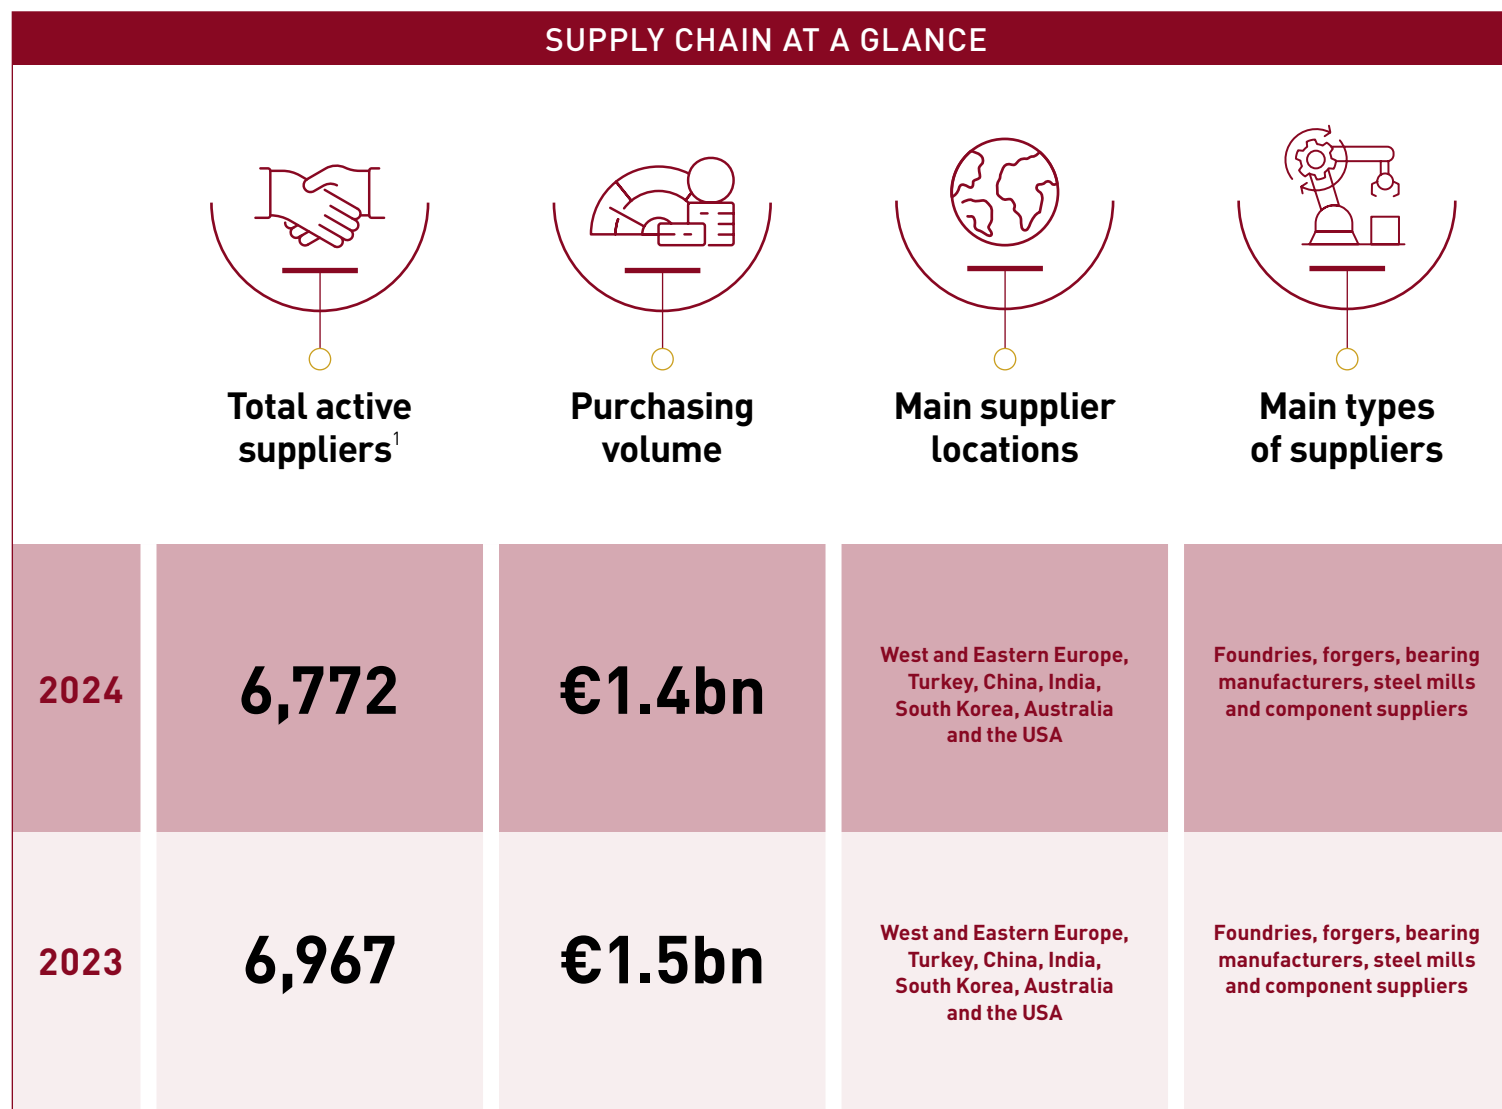 SUPPLY CHAIN AT A GLANCE
Total active
suppliers¹
Purchasing
volume
Main supplier
locations
Main types
of suppliers
2024
6,772
€1.4bn
West and Eastern Europe,
Turkey, China, India,
South Korea, Australia
and the USA
Foundries, forgers, bearing
manufacturers, steel mills
and component suppliers
2023
6,967
€1.5bn
West and Eastern Europe,
Turkey, China, India,
South Korea, Australia
and the USA
Foundries, forgers, bearing
manufacturers, steel mills
and component suppliers